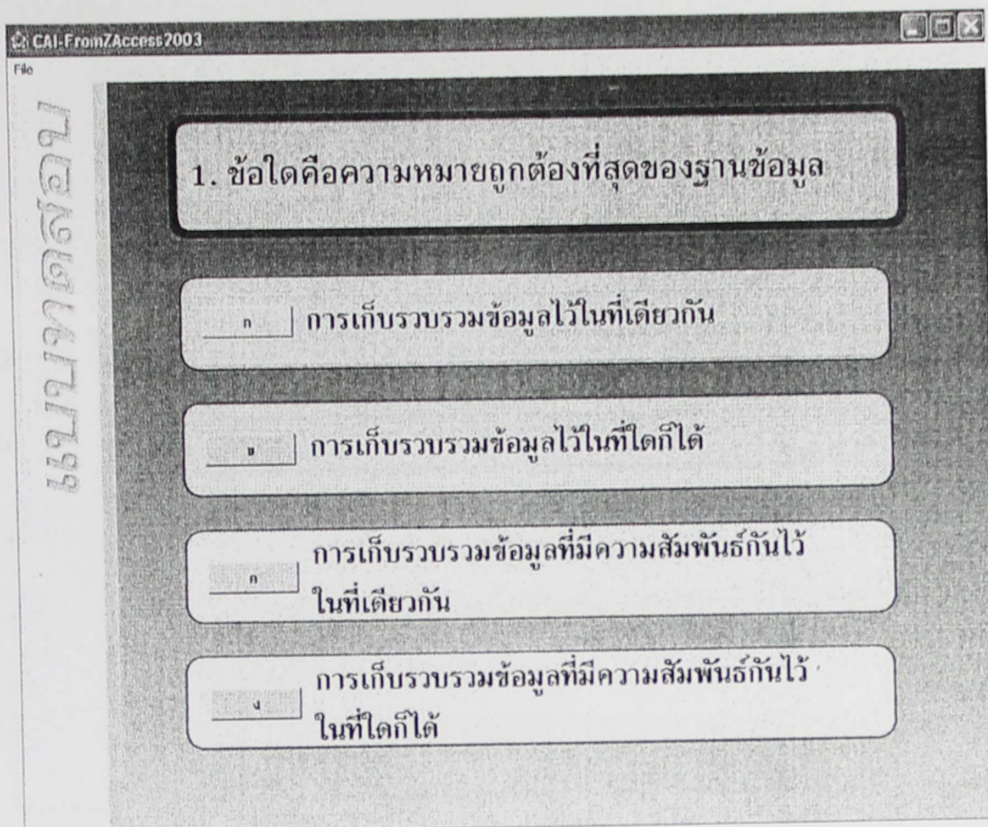 CAI-From7Access2003
File
แบบทดสอบ
1. ข้อใดคือความหมายถูกต้องที่สุดของฐานข้อมูล
ก การเก็บรวบรวมข้อมูลไว้ในที่เดียวกัน
ข การเก็บรวบรวมข้อมูลไว้ในที่ใดก็ได้
ค การเก็บรวบรวมข้อมูลที่มีความสัมพันธ์กันไว้
ในที่เดียวกัน
ง การเก็บรวบรวมข้อมูลที่มีความสัมพันธ์กันไว้
ในที่ใดก็ได้